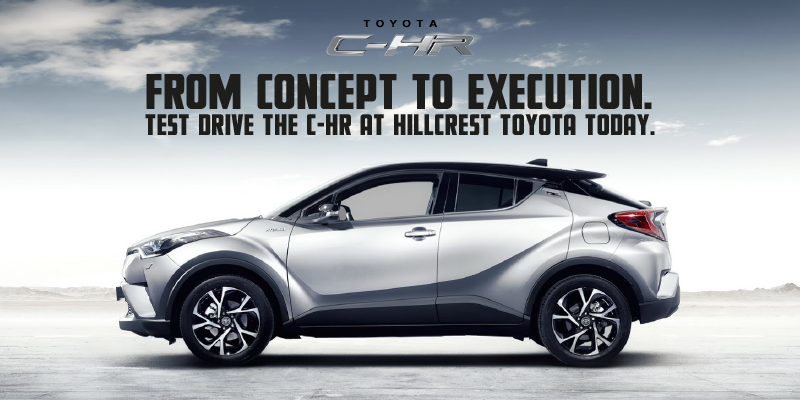 TOYOTA
C-HR
FROM CONCEPT TO EXECUTION.
TEST DRIVE THE C-HR AT HILLCREST TOYOTA TODAY.